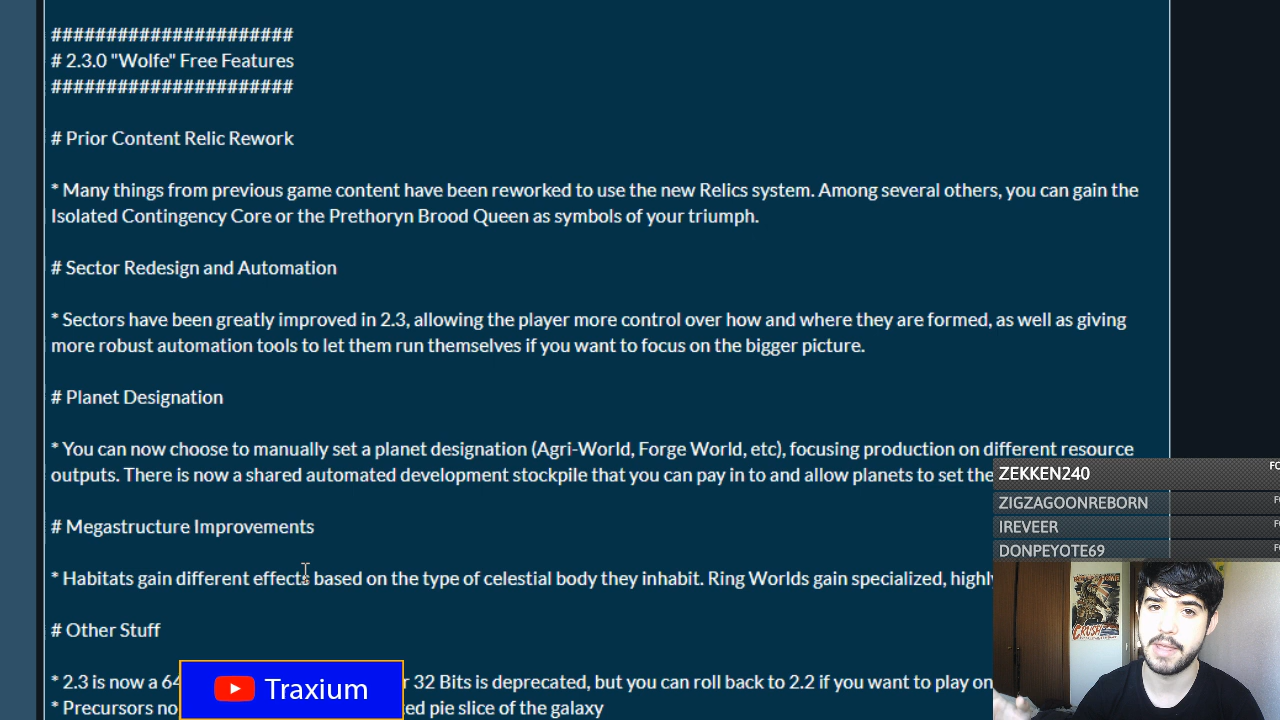 ######################
# 2.3.0 "Wolfe" Free Features
######################
# Prior Content Relic Rework
* Many things from previous game content have been reworked to use the new Relics system. Among several others, you can gain the
Isolated Contingency Core or the Prethoryn Brood Queen as symbols of your triumph.
# Sector Redesign and Automation
* Sectors have been greatly improved in 2.3, allowing the player more control over how and where they are formed, as well as giving
more robust automation tools to let them run themselves if you want to focus on the bigger picture.
# Planet Designation
* You can now choose to manually set a planet designation (Agri-World, Forge World, etc), focusing production on different resource
outputs. There is now a shared automated development stockpile that you can pay in to and allow planets to set the
ZEKKEN240
FO
# Megastructure Improvements
ZIGZAGOONREBORN
IREVEER
DONPEYOTE69
* Habitats gain different effects based on the type of celestial body they inhabit. Ring Worlds gain specialized, highly
# Other Stuff
* 2.3 is now a 64 32 Bits is deprecated, but you can roll back to 2.2 if you want to play on
* Precursors no ted pie slice of the galaxy
Traxium